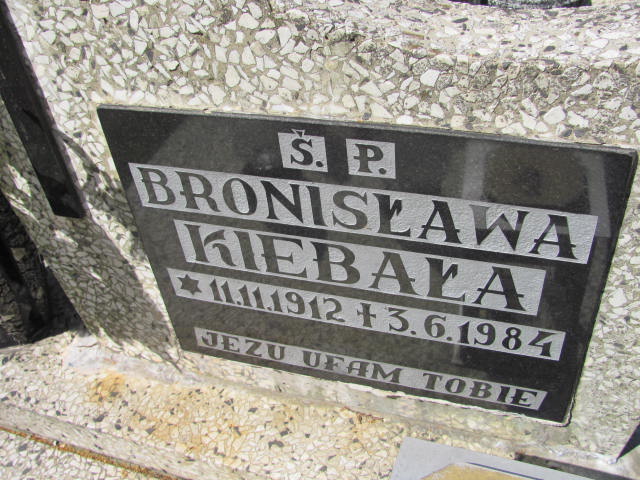 Ś. P.
BRONISŁAWA
KIEBAŁA
★ 11.11.1912 ✝ 3.6.1984
JEZU UFAM TOBIE